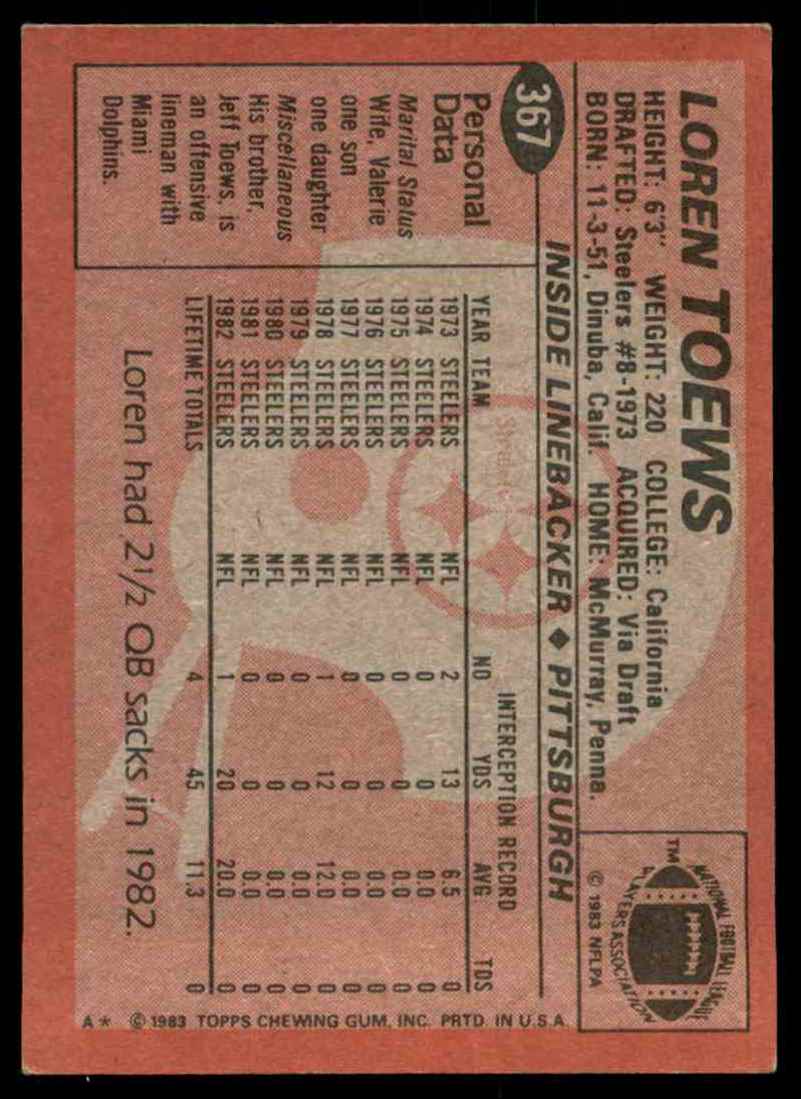 LOREN TOEWS
HEIGHT: 6'3" WEIGHT: 220 COLLEGE: California
DRAFTED: Steelers #8-1973 ACQUIRED: Via Draft
BORN: 11-3-51, Dinuba, Calif. HOME: McMurray, Penna.
TM
NATIONAL FOOTBALL LEAGUE
PLAYERS ASSOCIATION
© 1983 NFLPA
367
INSIDE LINEBACKER ◆ PITTSBURGH
Personal
Data
Marital Status
Wife, Valerie
one son
one daughter
Miscellaneous
His brother,
Jeff Toews, is
an offensive
lineman with
Miami
Dolphins.
INTERCEPTION RECORD
YEAR TEAM NO YDS AVG TDS
1973 STEELERS NFL 2 13 6.5 0
1974 STEELERS NFL 0 0 0.0 0
1975 STEELERS NFL 0 0 0.0 0
1976 STEELERS NFL 0 0 0.0 0
1977 STEELERS NFL 0 0 0.0 0
1978 STEELERS NFL 1 12 12.0 0
1979 STEELERS NFL 0 0 0.0 0
1980 STEELERS NFL 0 0 0.0 0
1981 STEELERS NFL 0 0 0.0 0
1982 STEELERS NFL 1 20 20.0 0
LIFETIME TOTALS 4 45 11.3 0
Loren had 2½ QB sacks in 1982.
A* © 1983 TOPPS CHEWING GUM, INC. PRTD. IN U.S.A.